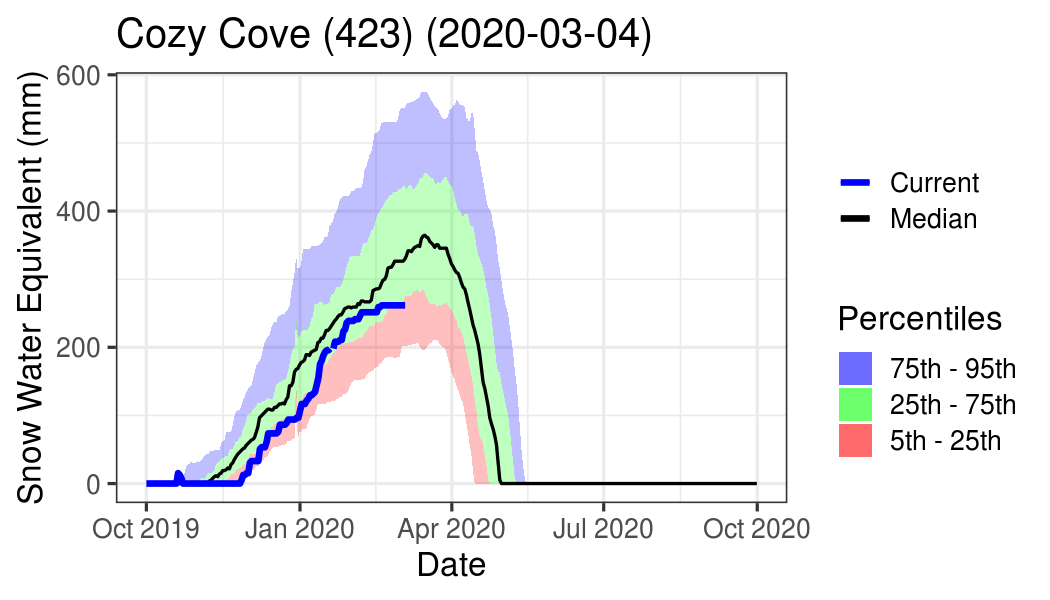 Cozy Cove (423) (2020-03-04)
Snow Water Equivalent (mm)
600
400
200
0
Oct 2019 Jan 2020 Apr 2020 Jul 2020 Oct 2020
Date
Current
Median
Percentiles
75th - 95th
25th - 75th
5th - 25th